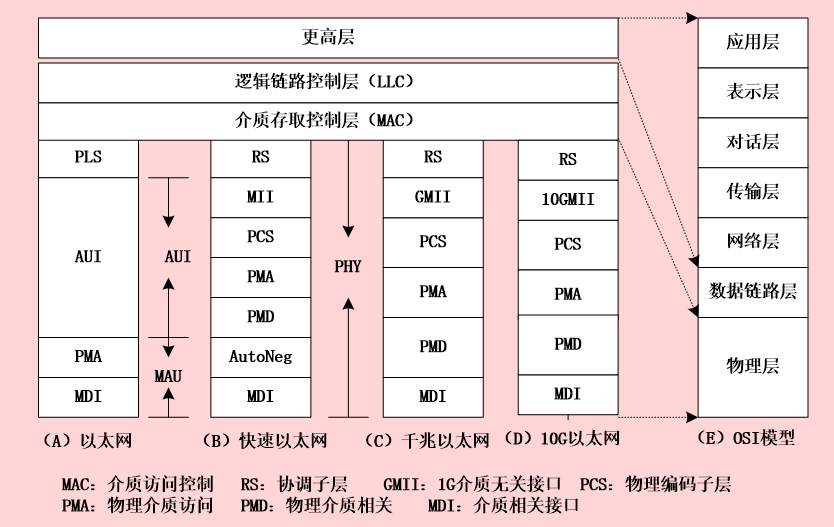 更高层
逻辑链路控制层（LLC）
介质存取控制层（MAC）
PLS
AUI
PMA
MDI
AUI
MAU
RS
MII
PCS
PMA
PMD
AutoNeg
MDI
PHY
RS
GMII
PCS
PMA
PMD
MDI
RS
10GMII
PCS
PMA
PMD
MDI
应用层
表示层
对话层
传输层
网络层
数据链路层
物理层
（A）以太网
（B）快速以太网
（C）千兆以太网
（D）10G以太网
（E）OSI模型
MAC：介质访问控制 RS：协调子层 GMII：1G介质无关接口 PCS：物理编码子层
PMA：物理介质访问 PMD：物理介质相关 MDI：介质相关接口